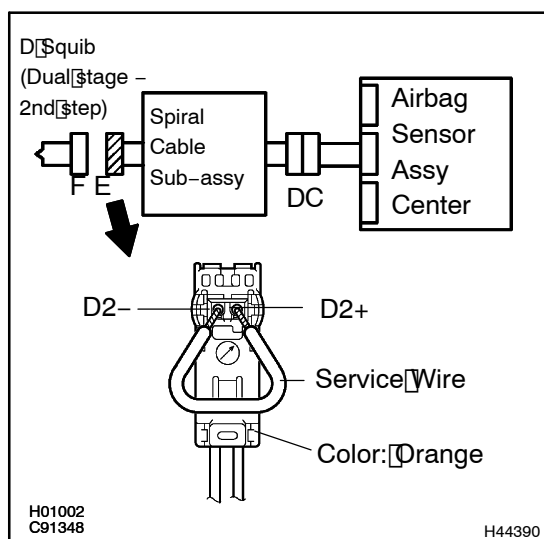 D▯Squib
(Dual▯stage –
2nd▯step)
Spiral
Cable
Sub–assy
Airbag
Sensor
Assy
Center
F E
DC
D2–
D2+
Service▯Wire
Color:▯Orange
H01002
C91348
H44390